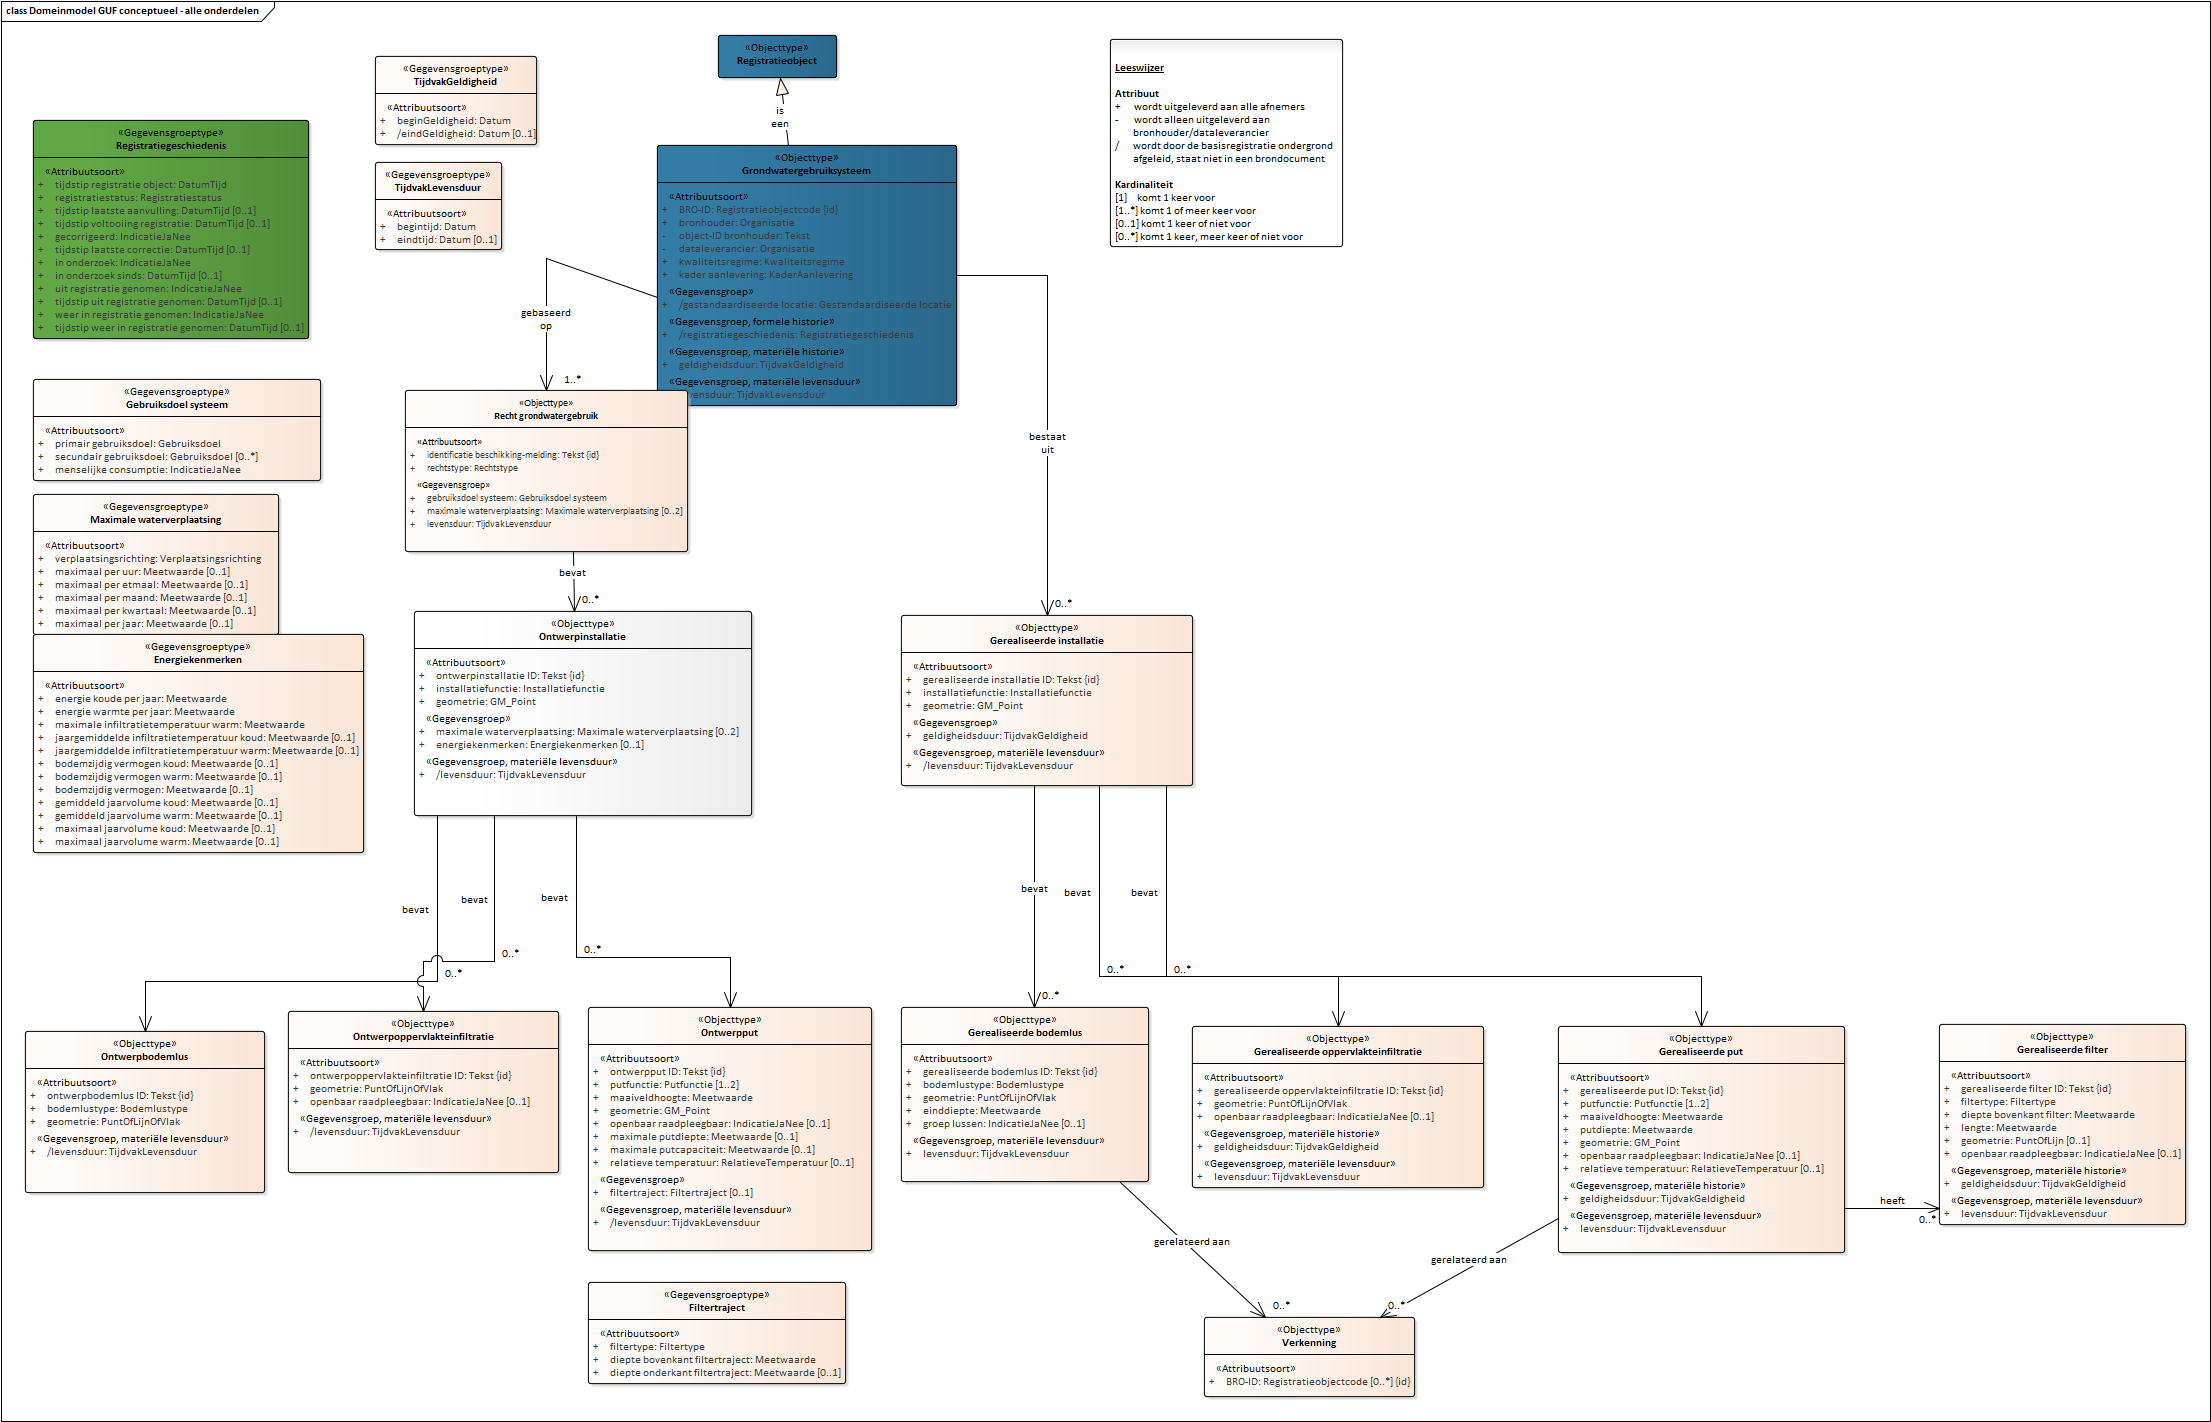 class Domeinmodel GUF conceptueel - alle onderdelen
«Objecttype»
Registratieobject
is
een
«Gegevensgroeptype»
TijdvakGeldigheid
«Attribuutsoort»
+ beginGeldigheid: Datum
+ /eindGeldigheid: Datum [0..1]
«Gegevensgroeptype»
TijdvakLevensduur
«Attribuutsoort»
+ begintijd: Datum
+ eindtijd: Datum [0..1]
Leeswijzer
Attribuut
+ wordt uitgeleverd aan alle afnemers
- wordt alleen uitgeleverd aan
bronhouder/dataleverancier
/ wordt door de basisregistratie ondergrond
afgeleid, staat niet in een brondocument
Kardinaliteit
[1] komt 1 keer voor
[1..*] komt 1 of meer keer voor
[0..1] komt 1 keer of niet voor
[0..*] komt 1 keer, meer keer of niet voor
«Gegevensgroeptype»
Registratiegeschiedenis
«Attribuutsoort»
+ tijdstip registratie object: DatumTijd
+ registratiestatus: Registratiestatus
+ tijdstip laatste aanvulling: DatumTijd [0..1]
+ tijdstip voltooiing registratie: DatumTijd [0..1]
+ gecorrigeerd: IndicatieJaNee
+ tijdstip laatste correctie: DatumTijd [0..1]
+ in onderzoek: IndicatieJaNee
+ in onderzoek sinds: DatumTijd [0..1]
+ uit registratie genomen: IndicatieJaNee
+ tijdstip uit registratie genomen: DatumTijd [0..1]
+ weer in registratie genomen: IndicatieJaNee
+ tijdstip weer in registratie genomen: DatumTijd [0..1]
«Objecttype»
Grondwatergebruiksysteem
«Attribuutsoort»
+ BRO-ID: Registratieobjectcode {id}
+ bronhouder: Organisatie
- object-ID bronhouder: Tekst
- dataleverancier: Organisatie
+ kwaliteitsregime: Kwaliteitsregime
+ kader aanlevering: KaderAanlevering
«Gegevensgroep»
+ /gestandaardiseerde locatie: Gestandaardiseerde locatie
«Gegevensgroep, formele historie»
+ /registratiegeschiedenis: Registratiegeschiedenis
«Gegevensgroep, materiële historie»
+ geldigheidsduur: TijdvakGeldigheid
«Gegevensgroep, materiële levensduur»
vensduur: TijdvakLevensduur
gebaseerd
op
1..*
bestaat
uit
0..*
«Gegevensgroeptype»
Gebruiksdoel systeem
«Attribuutsoort»
+ primair gebruiksdoel: Gebruiksdoel
+ secundair gebruiksdoel: Gebruiksdoel [0..*]
+ menselijke consumptie: IndicatieJaNee
«Objecttype»
Recht grondwatergebruik
«Attribuutsoort»
+ identificatie beschikking-melding: Tekst {id}
+ rechtstype: Rechtstype
«Gegevensgroep»
+ gebruiksdoel systeem: Gebruiksdoel systeem
+ maximale waterverplaatsing: Maximale waterverplaatsing [0..2]
+ levensduur: TijdvakLevensduur
bevat
0..*
«Gegevensgroeptype»
Maximale waterverplaatsing
«Attribuutsoort»
+ verplaatsingsrichting: Verplaatsingsrichting
+ maximaal per uur: Meetwaarde [0..1]
+ maximaal per etmaal: Meetwaarde [0..1]
+ maximaal per maand: Meetwaarde [0..1]
+ maximaal per kwartaal: Meetwaarde [0..1]
+ maximaal per jaar: Meetwaarde [0..1]
«Gegevensgroeptype»
Energiekenmerken
«Attribuutsoort»
+ energie koude per jaar: Meetwaarde
+ energie warmte per jaar: Meetwaarde
+ maximale infiltratietemperatuur warm: Meetwaarde
+ jaargemiddelde infiltratietemperatuur koud: Meetwaarde [0..1]
+ jaargemiddelde infiltratietemperatuur warm: Meetwaarde [0..1]
+ bodemzijdig vermogen koud: Meetwaarde [0..1]
+ bodemzijdig vermogen warm: Meetwaarde [0..1]
+ bodemzijdig vermogen: Meetwaarde [0..1]
+ gemiddeld jaarvolume koud: Meetwaarde [0..1]
+ gemiddeld jaarvolume warm: Meetwaarde [0..1]
+ maximaal jaarvolume koud: Meetwaarde [0..1]
+ maximaal jaarvolume warm: Meetwaarde [0..1]
«Objecttype»
Ontwerpinstallatie
«Attribuutsoort»
+ ontwerpinstallatie ID: Tekst {id}
+ installatiefunctie: Installatiefunctie
+ geometrie: GM_Point
«Gegevensgroep»
+ maximale waterverplaatsing: Maximale waterverplaatsing [0..2]
+ energiekenmerken: Energiekenmerken [0..1]
«Gegevensgroep, materiële levensduur»
+ /levensduur: TijdvakLevensduur
«Objecttype»
Gerealiseerde installatie
«Attribuutsoort»
+ gerealiseerde installatie ID: Tekst {id}
+ installatiefunctie: Installatiefunctie
+ geometrie: GM_Point
«Gegevensgroep»
+ geldigheidsduur: TijdvakGeldigheid
«Gegevensgroep, materiële levensduur»
+ /levensduur: TijdvakLevensduur
bevat
bevat
bevat
0..*
0..*
0..*
bevat
bevat
bevat
0..*
0..*
0..*
«Objecttype»
Ontwerpbodemlus
«Attribuutsoort»
+ ontwerpbodemlus ID: Tekst {id}
+ bodemlustype: Bodemlustype
+ geometrie: PuntOfLijnOfVlak
«Gegevensgroep, materiële levensduur»
+ /levensduur: TijdvakLevensduur
«Objecttype»
Ontwerpoppervlakteinfiltratie
«Attribuutsoort»
+ ontwerpoppervlakteinfiltratie ID: Tekst {id}
+ geometrie: PuntOfLijnOfVlak
+ openbaar raadpleegbaar: IndicatieJaNee [0..1]
«Gegevensgroep, materiële levensduur»
+ /levensduur: TijdvakLevensduur
«Objecttype»
Ontwerpput
«Attribuutsoort»
+ ontwerpput ID: Tekst {id}
+ putfunctie: Putfunctie [1..2]
+ maaiveldhoogte: Meetwaarde
+ geometrie: GM_Point
+ openbaar raadpleegbaar: IndicatieJaNee [0..1]
+ maximale putdiepte: Meetwaarde [0..1]
+ maximale putcapaciteit: Meetwaarde [0..1]
+ relatieve temperatuur: RelatieveTemperatuur [0..1]
«Gegevensgroep»
+ filtertraject: Filtertraject [0..1]
«Gegevensgroep, materiële levensduur»
+ /levensduur: TijdvakLevensduur
«Objecttype»
Gerealiseerde bodemlus
«Attribuutsoort»
+ gerealiseerde bodemlus ID: Tekst {id}
+ bodemlustype: Bodemlustype
+ geometrie: PuntOfLijnOfVlak
+ einddiepte: Meetwaarde
+ groep lussen: IndicatieJaNee [0..1]
«Gegevensgroep, materiële levensduur»
+ levensduur: TijdvakLevensduur
«Objecttype»
Gerealiseerde oppervlakteinfiltratie
«Attribuutsoort»
+ gerealiseerde oppervlakteinfiltratie ID: Tekst {id}
+ geometrie: PuntOfLijnOfVlak
+ openbaar raadpleegbaar: IndicatieJaNee [0..1]
«Gegevensgroep, materiële historie»
+ geldigheidsduur: TijdvakGeldigheid
«Gegevensgroep, materiële levensduur»
+ levensduur: TijdvakLevensduur
«Objecttype»
Gerealiseerde put
«Attribuutsoort»
+ gerealiseerde put ID: Tekst {id}
+ putfunctie: Putfunctie [1..2]
+ maaiveldhoogte: Meetwaarde
+ putdiepte: Meetwaarde
+ geometrie: GM_Point
+ openbaar raadpleegbaar: IndicatieJaNee [0..1]
+ relatieve temperatuur: RelatieveTemperatuur [0..1]
«Gegevensgroep, materiële historie»
+ geldigheidsduur: TijdvakGeldigheid
«Gegevensgroep, materiële levensduur»
+ levensduur: TijdvakLevensduur
heeft
0..*
«Objecttype»
Gerealiseerde filter
«Attribuutsoort»
+ gerealiseerde filter ID: Tekst {id}
+ filtertype: Filtertype
+ diepte bovenkant filter: Meetwaarde
+ lengte: Meetwaarde
+ geometrie: PuntOfLijn [0..1]
+ openbaar raadpleegbaar: IndicatieJaNee [0..1]
«Gegevensgroep, materiële historie»
+ geldigheidsduur: TijdvakGeldigheid
«Gegevensgroep, materiële levensduur»
+ levensduur: TijdvakLevensduur
gerelateerd aan
0..*
gerelateerd aan
0..*
«Gegevensgroeptype»
Filtertraject
«Attribuutsoort»
+ filtertype: Filtertype
+ diepte bovenkant filtertraject: Meetwaarde
+ diepte onderkant filtertraject: Meetwaarde [0..1]
«Objecttype»
Verkenning
«Attribuutsoort»
+ BRO-ID: Registratieobjectcode [0..*] {id}